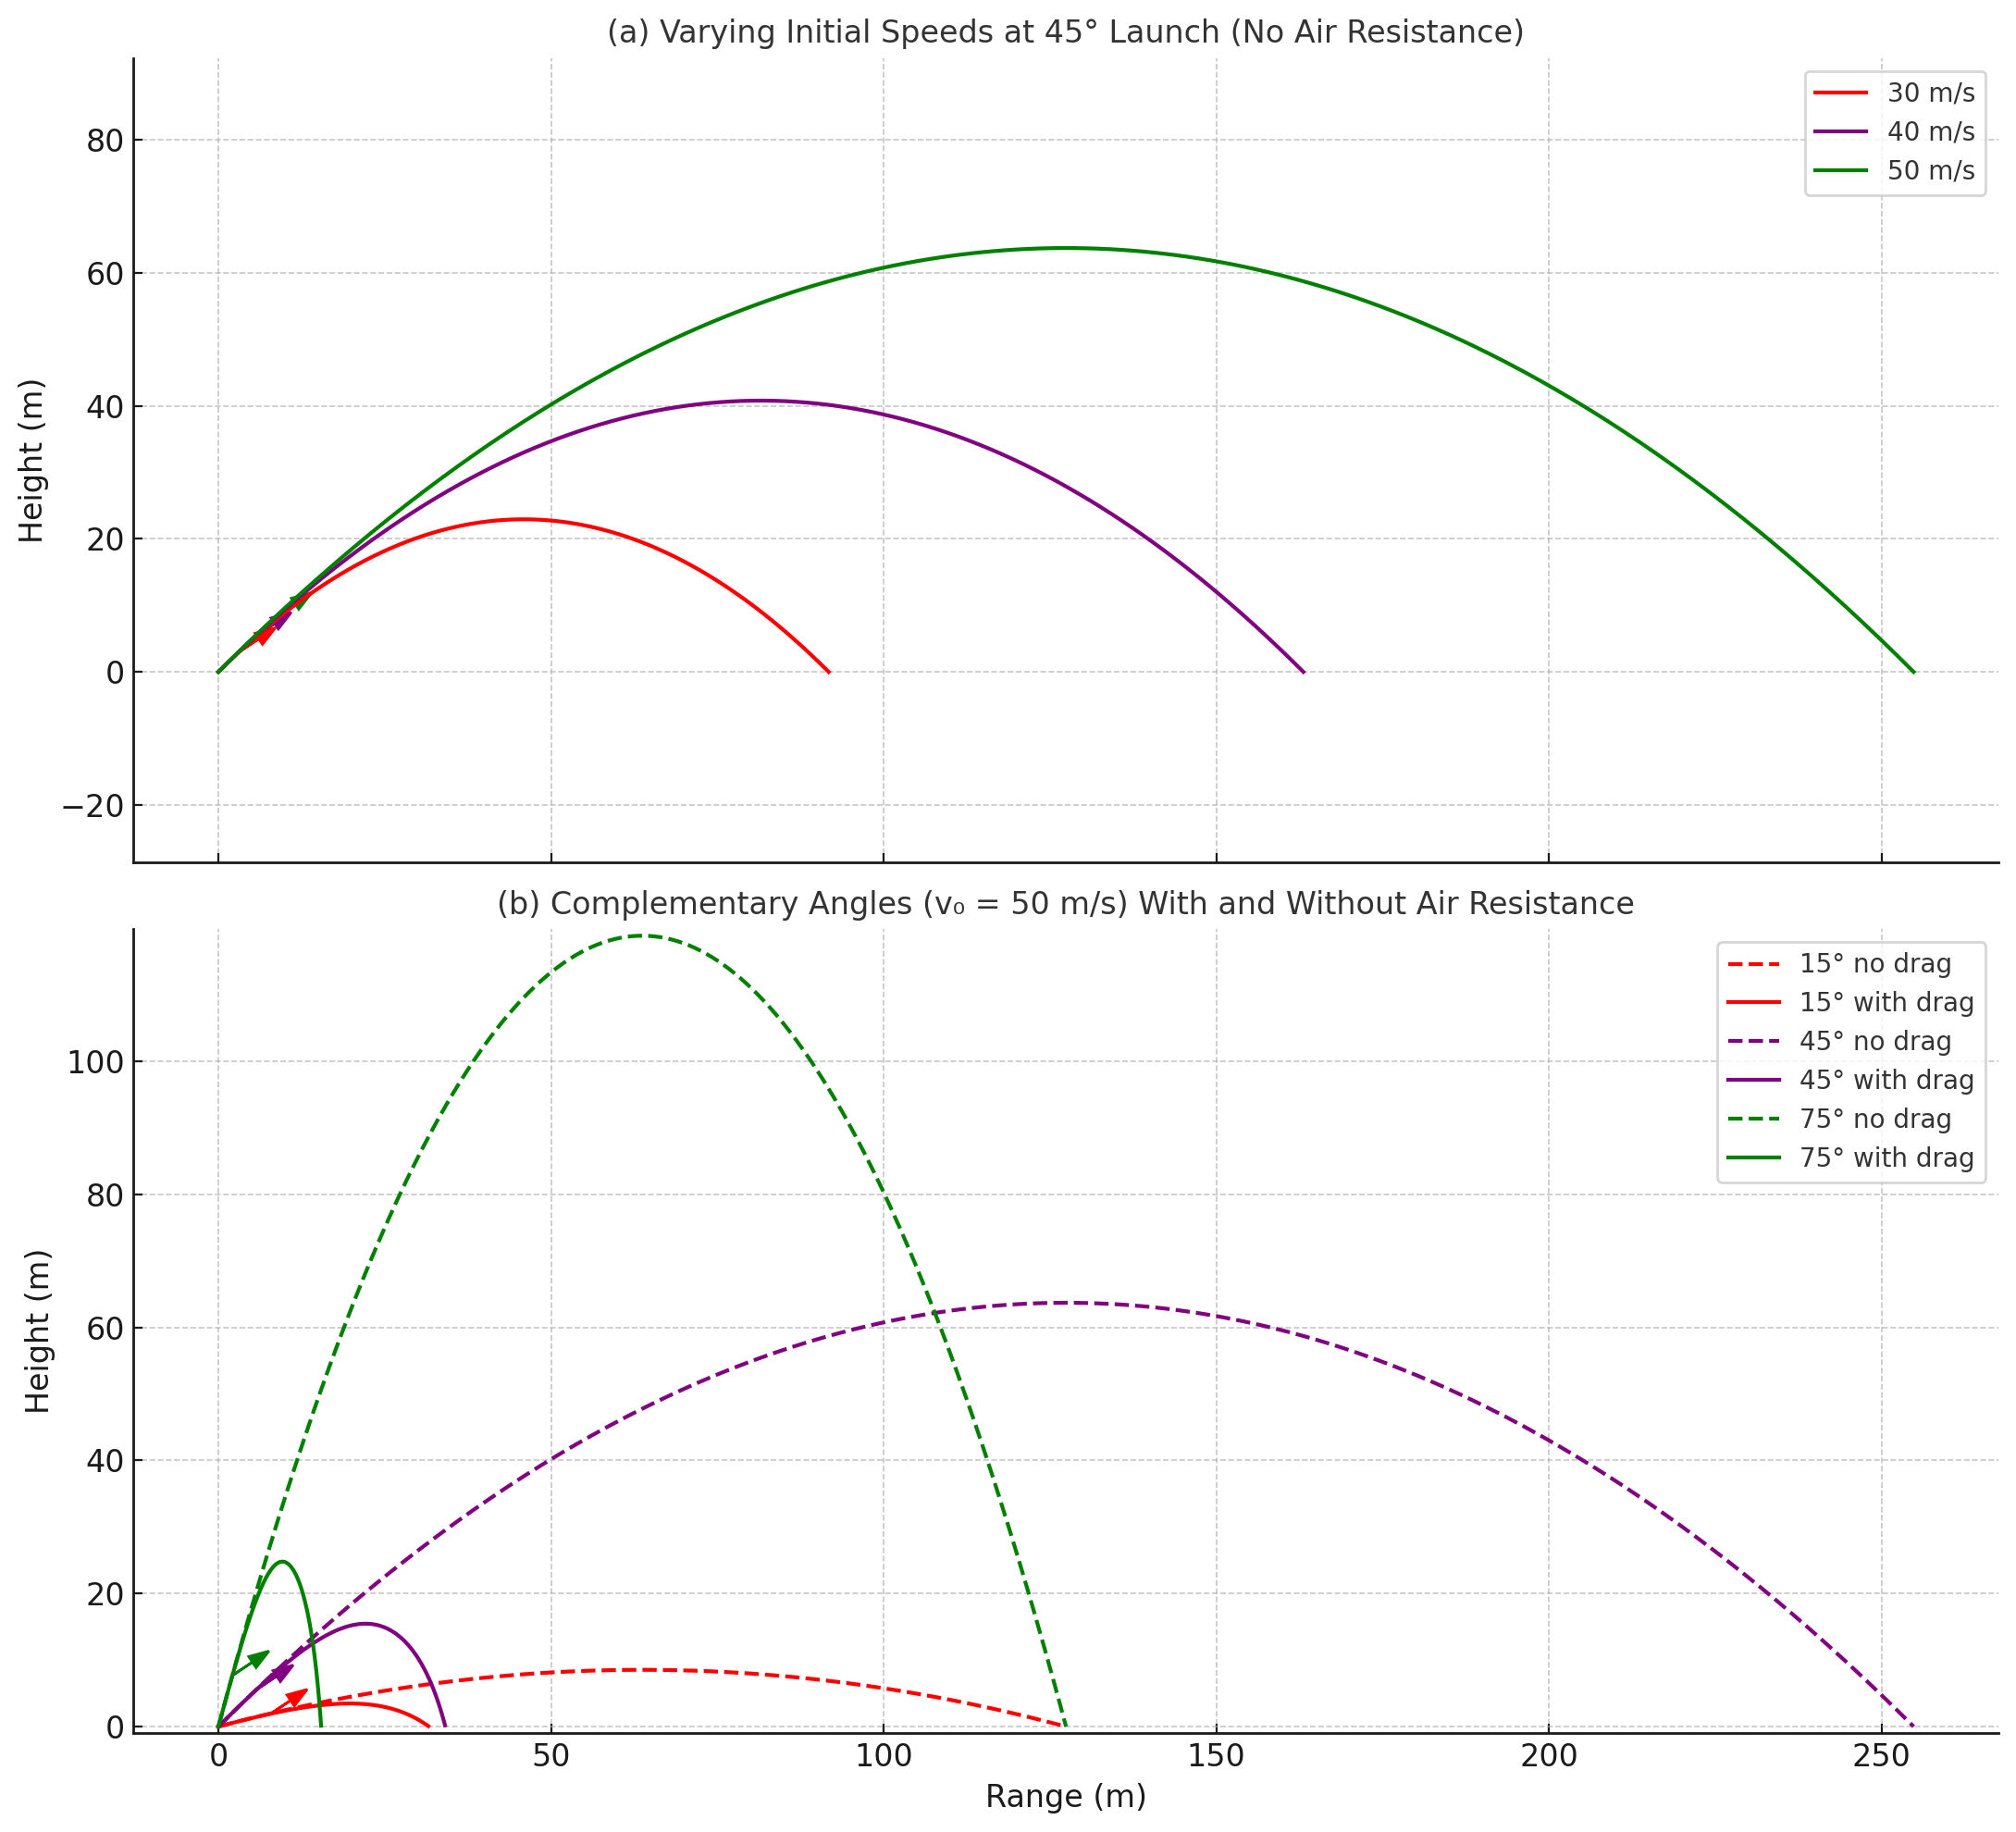 (a) Varying Initial Speeds at 45° Launch (No Air Resistance)
30 m/s
40 m/s
50 m/s
Height (m)
80
60
40
20
0
−20
(b) Complementary Angles (v₀ = 50 m/s) With and Without Air Resistance
15° no drag
15° with drag
45° no drag
45° with drag
75° no drag
75° with drag
Height (m)
100
80
60
40
20
0
0 50 100 150 200 250
Range (m)